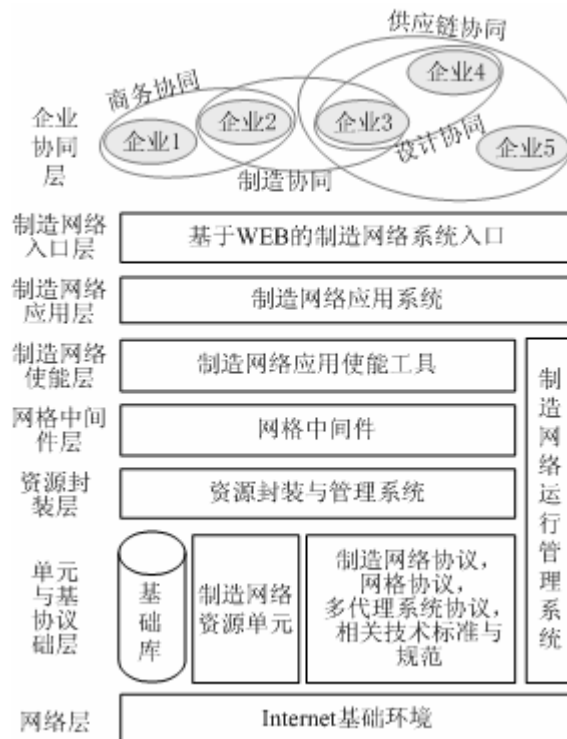 供应链协同
商务协同
企业4
企业2
企业3
企业1
设计协同
企业5
制造协同
企业
协同
层
制造网络
入口层
基于WEB的制造网络系统入口
制造网络
应用层
制造网络应用系统
制造网络
使能层
制造网络应用使能工具
网格中间
件层
网格中间件
资源封
装层
资源封装与管理系统
制造网络运行管理系统
单元
与基
协议
础层
基础库
制造网络
资源单元
制造网络协议，
网格协议，
多代理系统协议，
相关技术标准与
规范
网络层
Internet基础环境